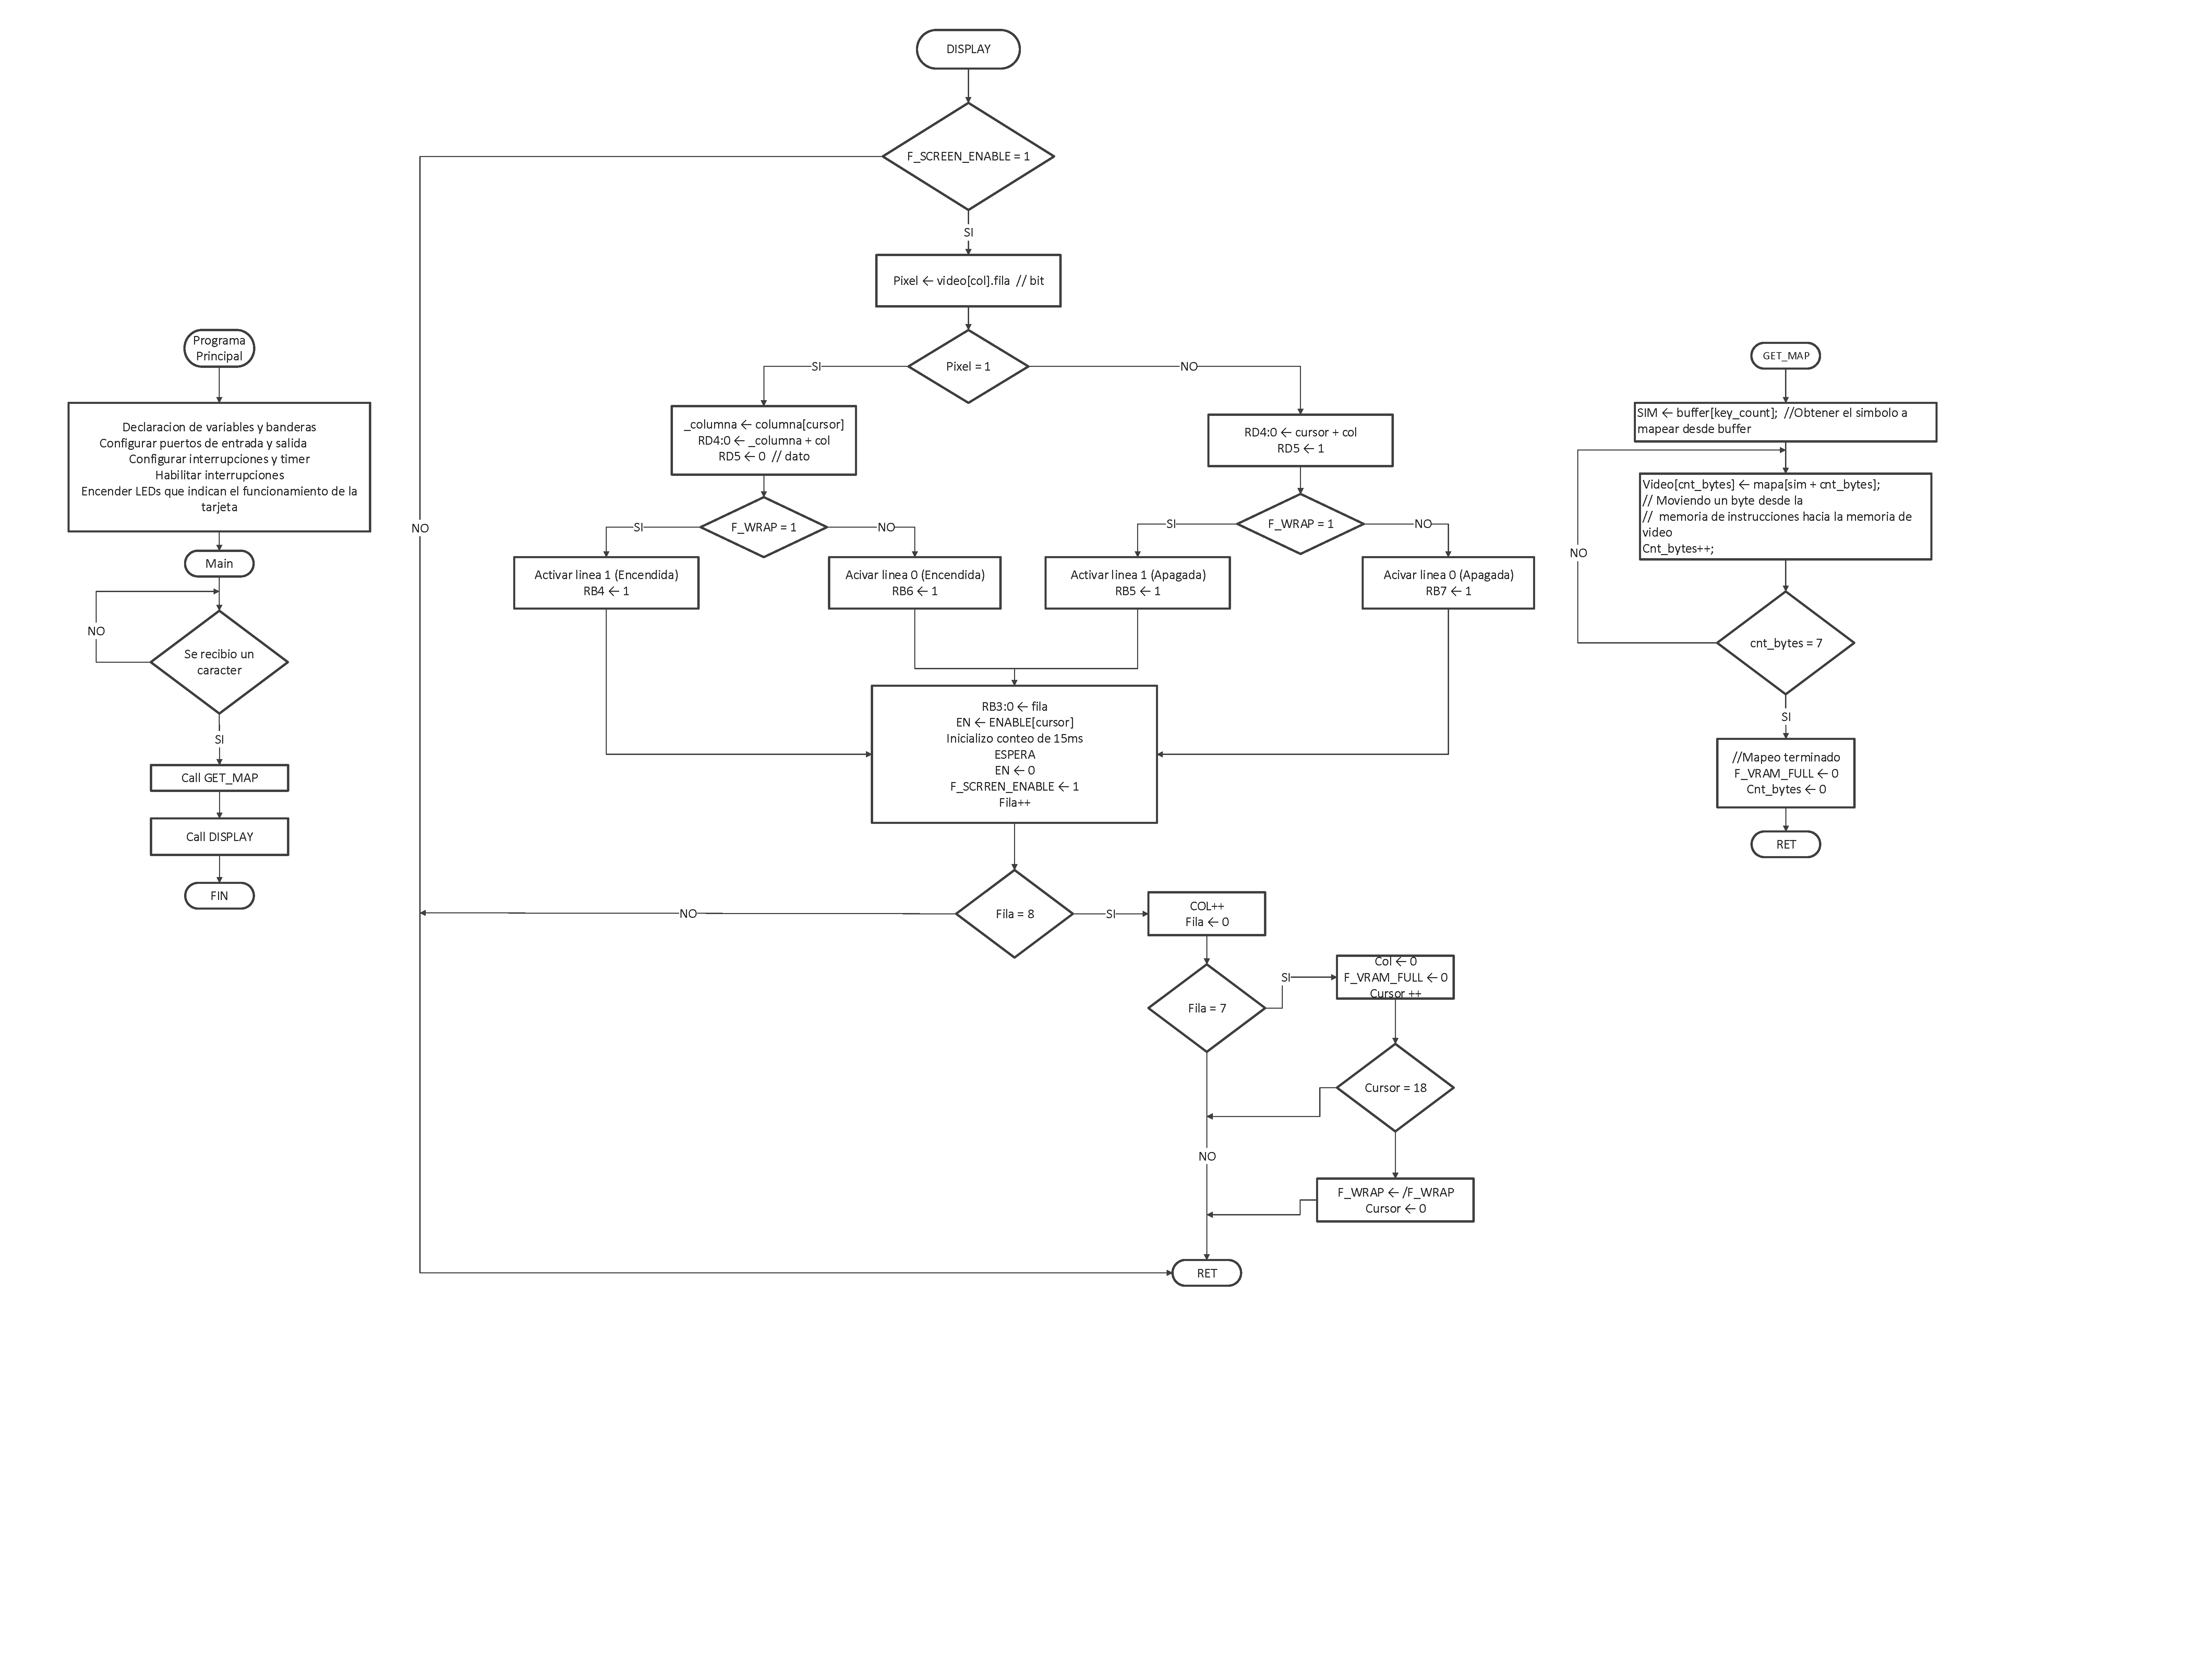 Programa
Principal
Declaracion de variables y banderas
Configurar puertos de entrada y salida
Configurar interrupciones y timer
Habilitar interrupciones
Encender LEDs que indican el funcionamiento de la
tarjeta
Main
NO
Se recibio un
caracter
SI
Call GET_MAP
Call DISPLAY
FIN
DISPLAY
F_SCREEN_ENABLE = 1
NO
SI
Pixel ← video[col].fila // bit
Pixel = 1
SI
NO
_columna ← columna[cursor]
RD4:0 ← _columna + col
RD5 ← 0 // dato
RD4:0 ← cursor + col
RD5 ← 1
F_WRAP = 1
SI
NO
F_WRAP = 1
SI
NO
Activar linea 1 (Encendida)
RB4 ← 1
Acivar linea 0 (Encendida)
RB6 ← 1
Activar linea 1 (Apagada)
RB5 ← 1
Acivar linea 0 (Apagada)
RB7 ← 1
RB3:0 ← fila
EN ← ENABLE[cursor]
Inicializo conteo de 15ms
ESPERA
EN ← 0
F_SCRREN_ENABLE ← 1
Fila++
Fila = 8
NO
SI
COL++
Fila ← 0
Fila = 7
SI
NO
Col ← 0
F_VRAM_FULL ← 0
Cursor ++
Cursor = 18
F_WRAP ← /F_WRAP
Cursor ← 0
RET
GET_MAP
SIM ← buffer[key_count]; //Obtener el simbolo a
mapear desde buffer
Video[cnt_bytes] ← mapa[sim + cnt_bytes];
// Moviendo un byte desde la
// memoria de instrucciones hacia la memoria de
video
Cnt_bytes++;
NO
cnt_bytes = 7
SI
//Mapeo terminado
F_VRAM_FULL ← 0
Cnt_bytes ← 0
RET